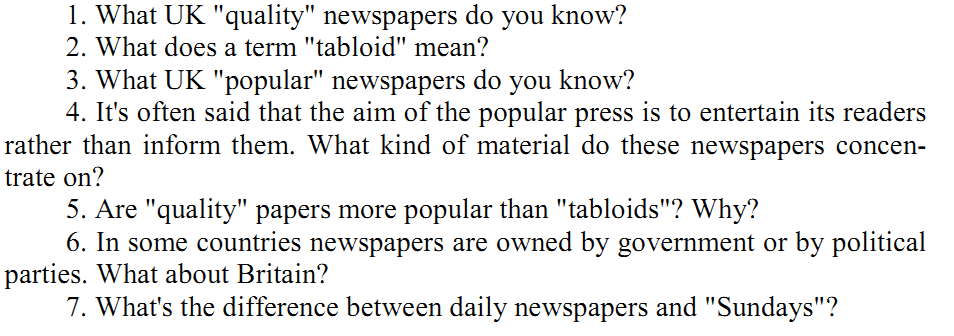 1. What UK "quality" newspapers do you know?
2. What does a term "tabloid" mean?
3. What UK "popular" newspapers do you know?
4. It's often said that the aim of the popular press is to entertain its readers
rather than inform them. What kind of material do these newspapers concen-
trate on?
5. Are "quality" papers more popular than "tabloids"? Why?
6. In some countries newspapers are owned by government or by political
parties. What about Britain?
7. What's the difference between daily newspapers and "Sundays"?